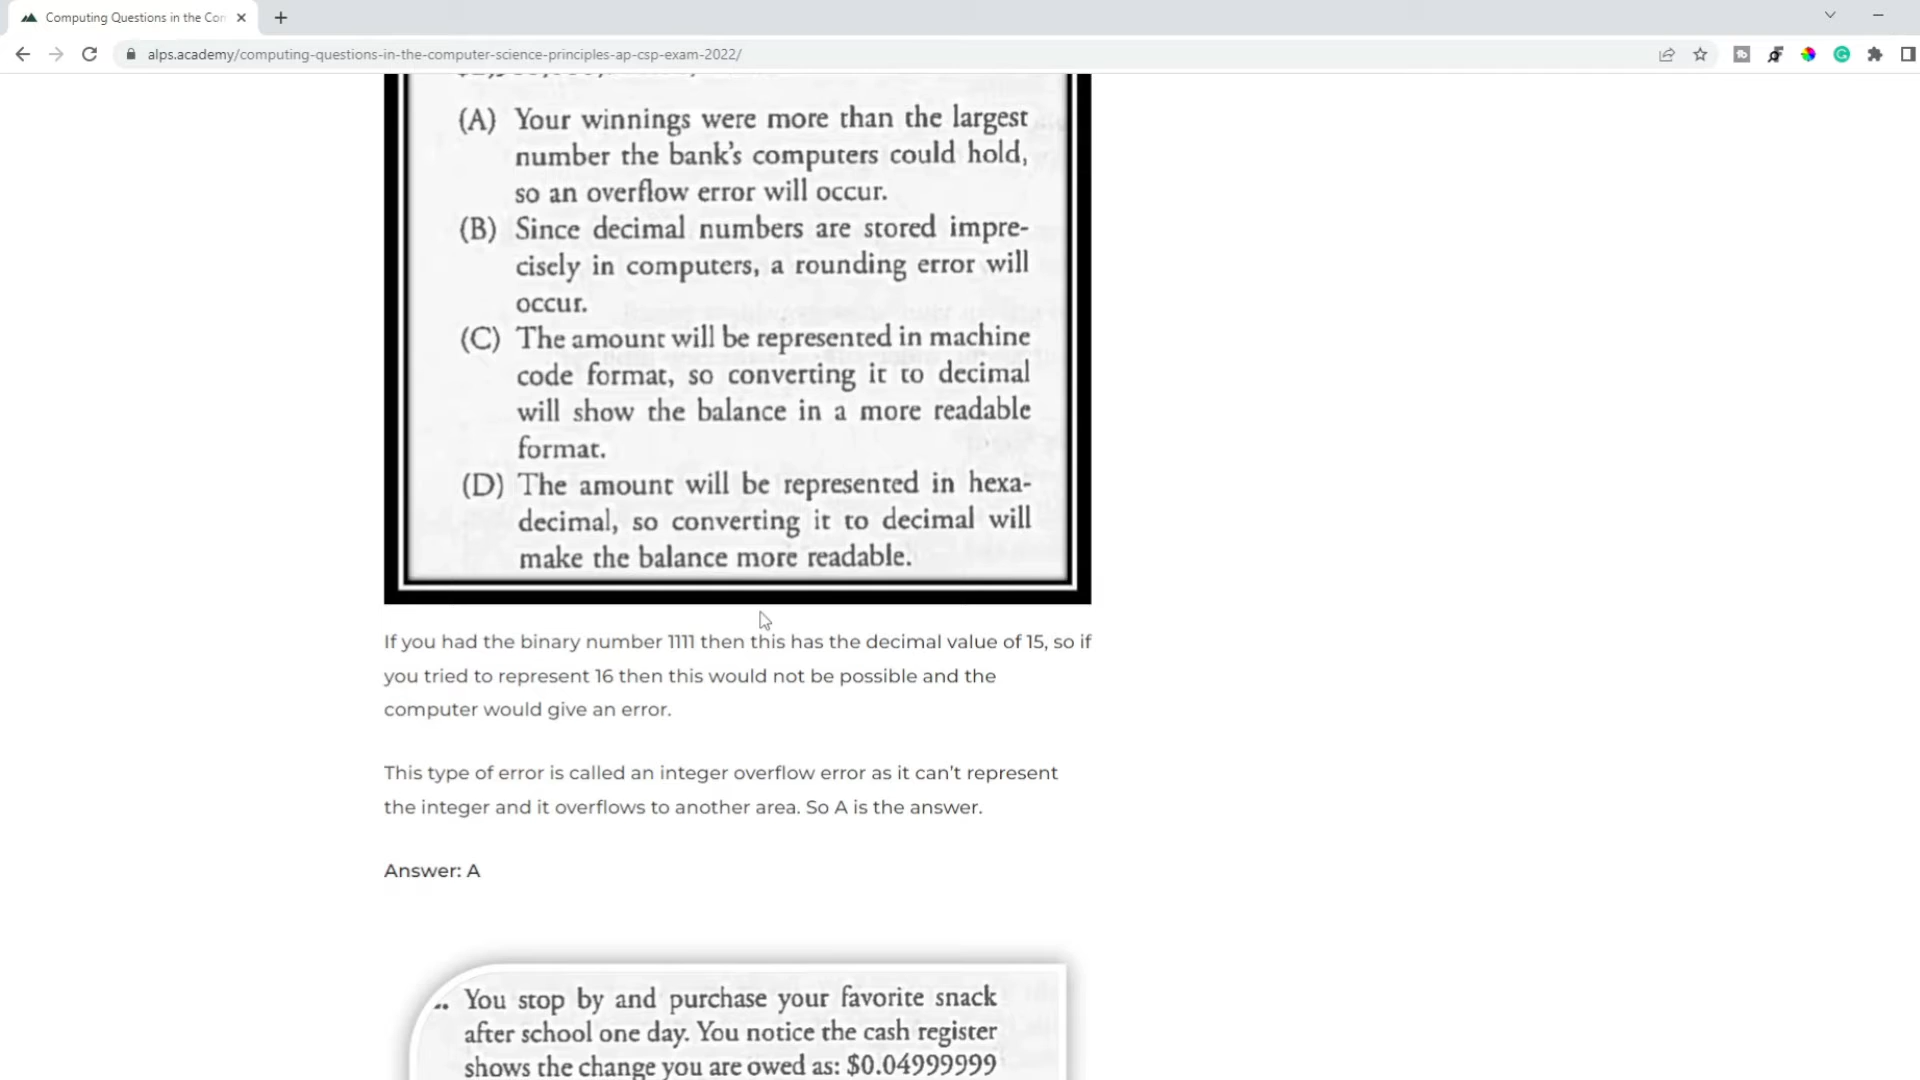 Computing Questions in the Con
alps.academy/computing-questions-in-the-computer-science-principles-ap-csp-exam-2022/
(A) Your winnings were more than the largest
number the bank's computers could hold,
so an overflow error will occur.
(B) Since decimal numbers are stored impre-
cisely in computers, a rounding error will
occur.
(C) The amount will be represented in machine
code format, so converting it to decimal
will show the balance in a more readable
format.
(D) The amount will be represented in hexa-
decimal, so converting it to decimal will
make the balance more readable.
If you had the binary number 1111 then this has the decimal value of 15, so if
you tried to represent 16 then this would not be possible and the
computer would give an error.
This type of error is called an integer overflow error as it can't represent
the integer and it overflows to another area. So A is the answer.
Answer: A
You stop by and purchase your favorite snack
after school one day. You notice the cash register
shows the change you are owed as: $0.04999999